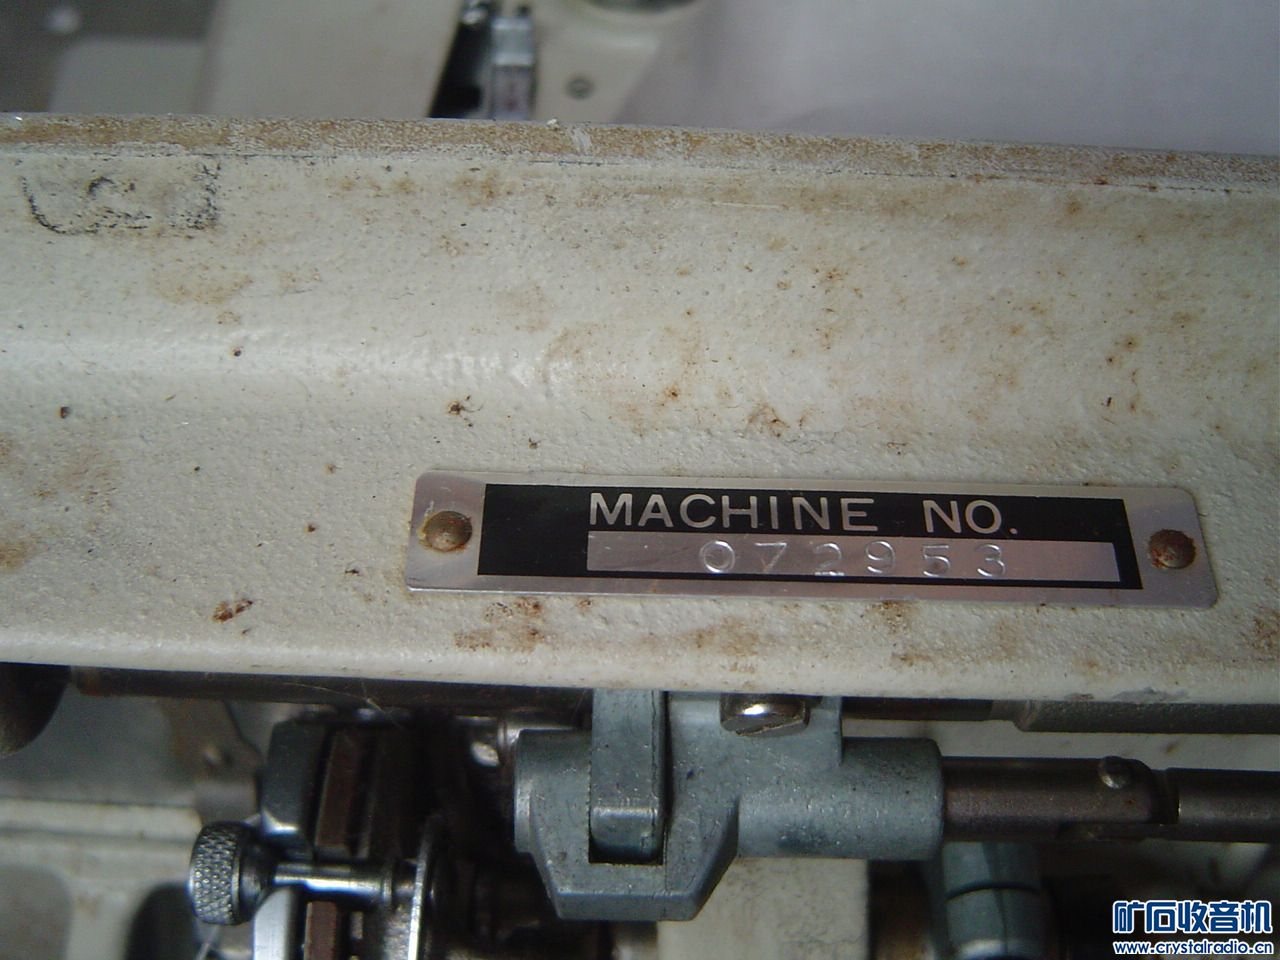 MACHINE NO.
072953
矿石收音机
www.crystalradio.cn